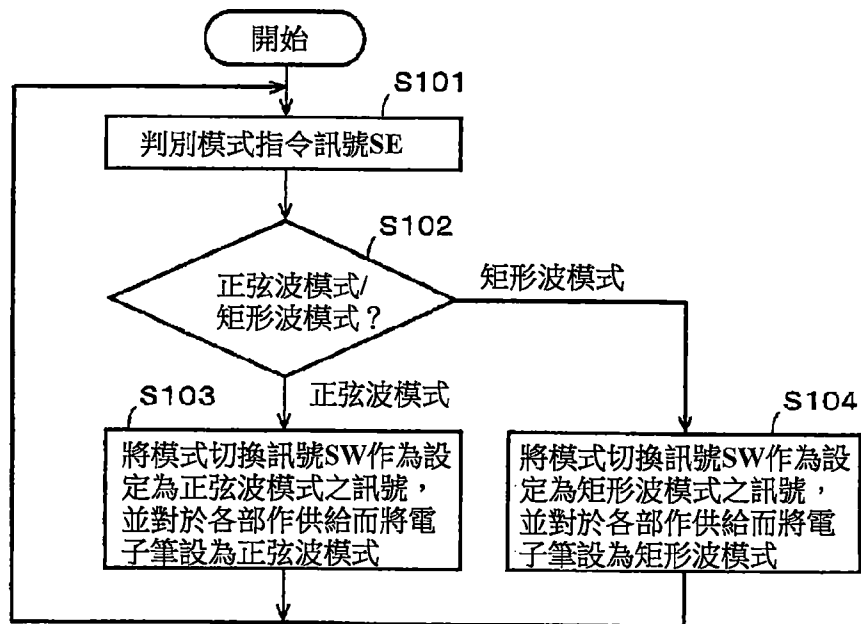 開始
S101
判別模式指令訊號SE
S102
正弦波模式/
矩形波模式？
矩形波模式
正弦波模式
S103
將模式切換訊號SW作為設
定為正弦波模式之訊號，
並對於各部作供給而將電
子筆設為正弦波模式
S104
將模式切換訊號SW作為設
定為矩形波模式之訊號，
並對於各部作供給而將電
子筆設為矩形波模式